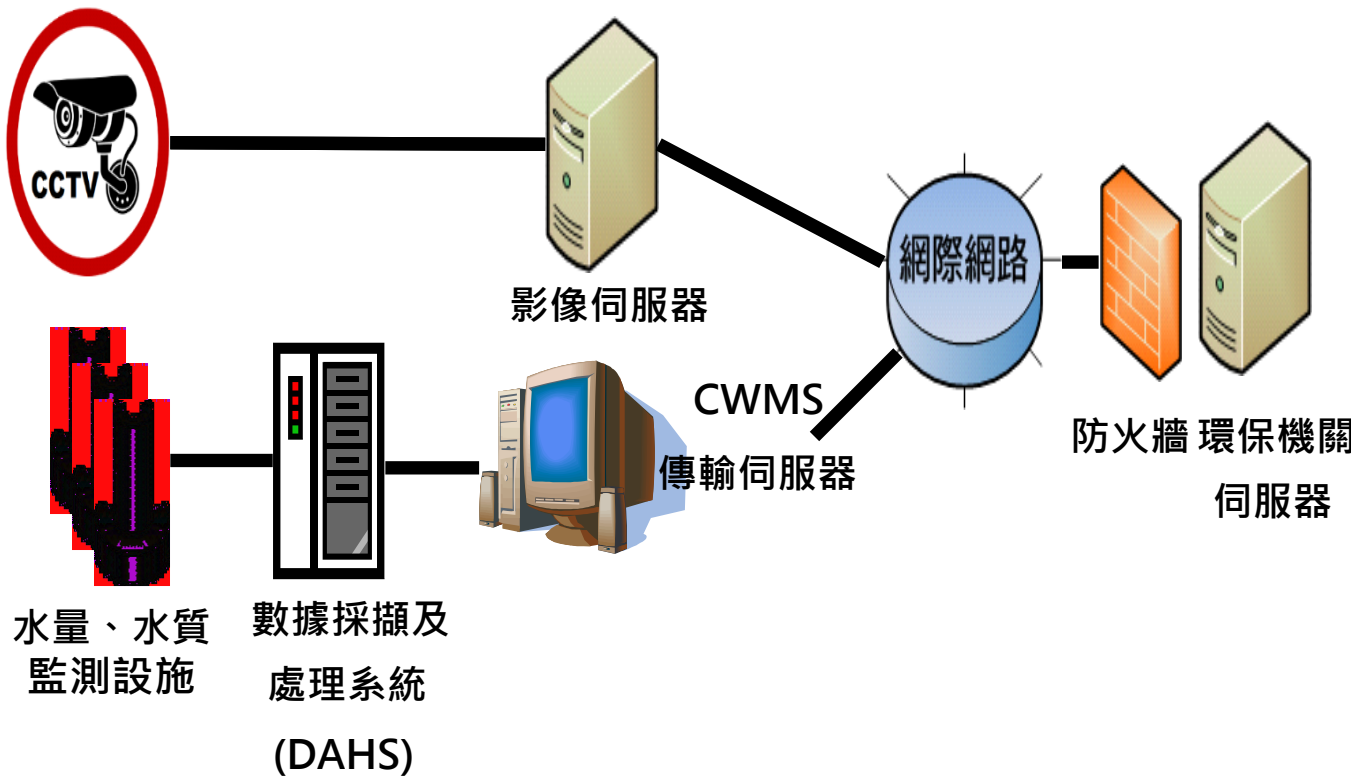 CCTV
影像伺服器
網際網路
CWMS
傳輸伺服器
防火牆 環保機關
伺服器
水量、水質
監測設施
數據採擷及
處理系統
(DAHS)